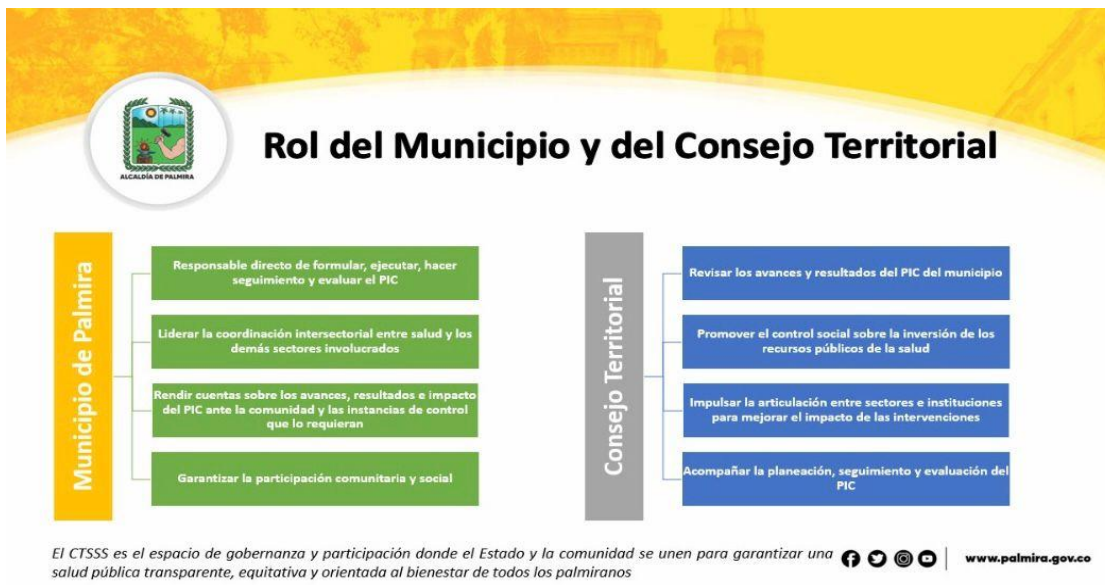 ALCALDÍA DE PALMIRA
Rol del Municipio y del Consejo Territorial
Municipio de Palmira
Responsable directo de formular, ejecutar, hacer
seguimiento y evaluar el PIC
Liderar la coordinación intersectorial entre salud y los
demás sectores involucrados
Rendir cuentas sobre los avances, resultados e impacto
del PIC ante la comunidad y las instancias de control
que lo requieran
Garantizar la participación comunitaria y social
Consejo Territorial
Revisar los avances y resultados del PIC del municipio
Promover el control social sobre la inversión de los
recursos públicos de la salud
Impulsar la articulación entre sectores e instituciones
para mejorar el impacto de las intervenciones
Acompañar la planeación, seguimiento y evaluación del
PIC
El CTSSS es el espacio de gobernanza y participación donde el Estado y la comunidad se unen para garantizar una
salud pública transparente, equitativa y orientada al bienestar de todos los palmiranos
www.palmira.gov.co